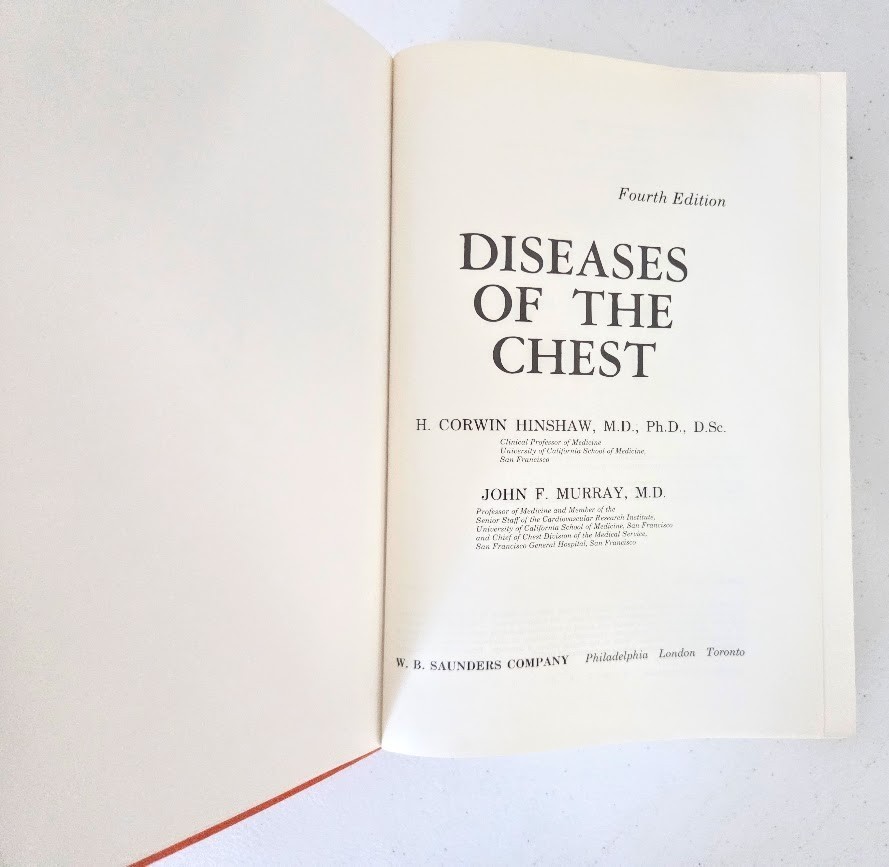 Fourth Edition
DISEASES
OF THE
CHEST
H. CORWIN HINSHAW, M.D., Ph.D., D.Sc.
Clinical Professor of Medicine
University of California School of Medicine,
San Francisco
JOHN F. MURRAY, M.D.
Professor of Medicine and Member of the
Senior Staff of the Cardiovascular Research Institute,
University of California School of Medicine, San Francisco
and Chief of Chest Division of the Medical Service,
San Francisco General Hospital, San Francisco
W. B. SAUNDERS COMPANY Philadelphia London Toronto